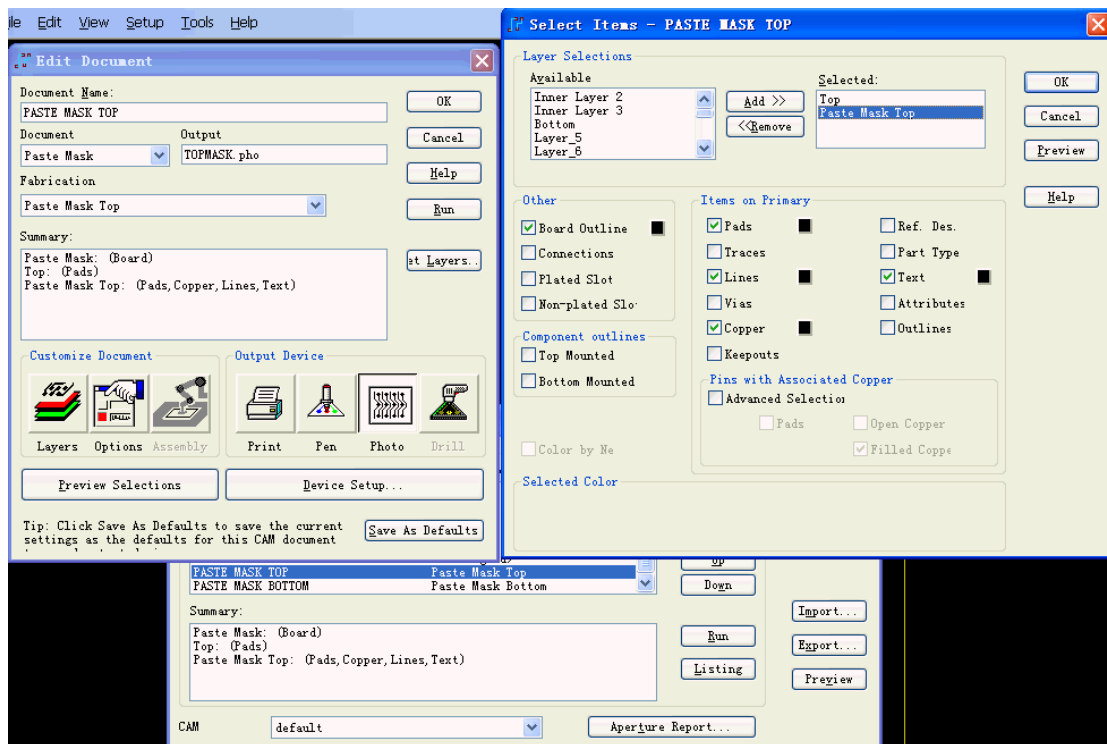 ile Edit View Setup Tools Help
Edit Document
Document Name:
PASTE MASK TOP
OK
Document Output
Cancel
Paste Mask TOPMASK.pho
Help
Fabrication
Paste Mask Top
Run
Summary:
Paste Mask: (Board)
Top: (Pads)
Paste Mask Top: (Pads,Copper,Lines,Text)
et Layers..
Customize Document Output Device
Layers Options Assembly Print Pen Photo Drill
Preview Selections Device Setup...
Tip: Click Save As Defaults to save the current
settings as the defaults for this CAM document
Save As Defaults
Select Items - PASTE MASK TOP
Layer Selections
Available Selected:
Inner Layer 2
Inner Layer 3
Bottom
Layer_5
Layer_6
Add >>
<<Remove
Top
Paste Mask Top
OK
Cancel
Preview
Help
Other
Board Outline
Connections
Plated Slot
Non-plated Slo
Component outlines
Top Mounted
Bottom Mounted
Color by Ne
Items on Primary
Pads Ref. Des.
Traces Part Type
Lines Text
Vias Attributes
Copper Outlines
Keepouts
Pins with Associated Copper
Advanced Selection
Pads Open Copper
Filled Coppe
Selected Color
PASTE MASK TOP Paste Mask Top
PASTE MASK BOTTOM Paste Mask Bottom
Up
Down
Summary:
Paste Mask: (Board)
Top: (Pads)
Paste Mask Top: (Pads,Copper,Lines,Text)
Run
Listing
Import...
Export...
Preview
CAM default Aperture Report...